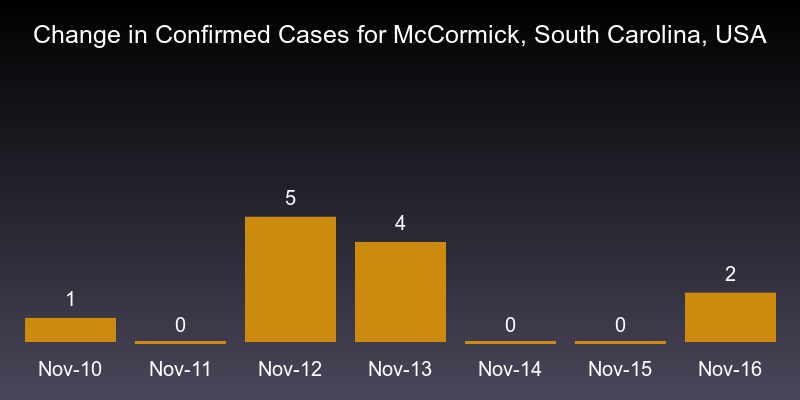 Change in Confirmed Cases for McCormick, South Carolina, USA
1
0
5
4
0
0
2
Nov-10
Nov-11
Nov-12
Nov-13
Nov-14
Nov-15
Nov-16